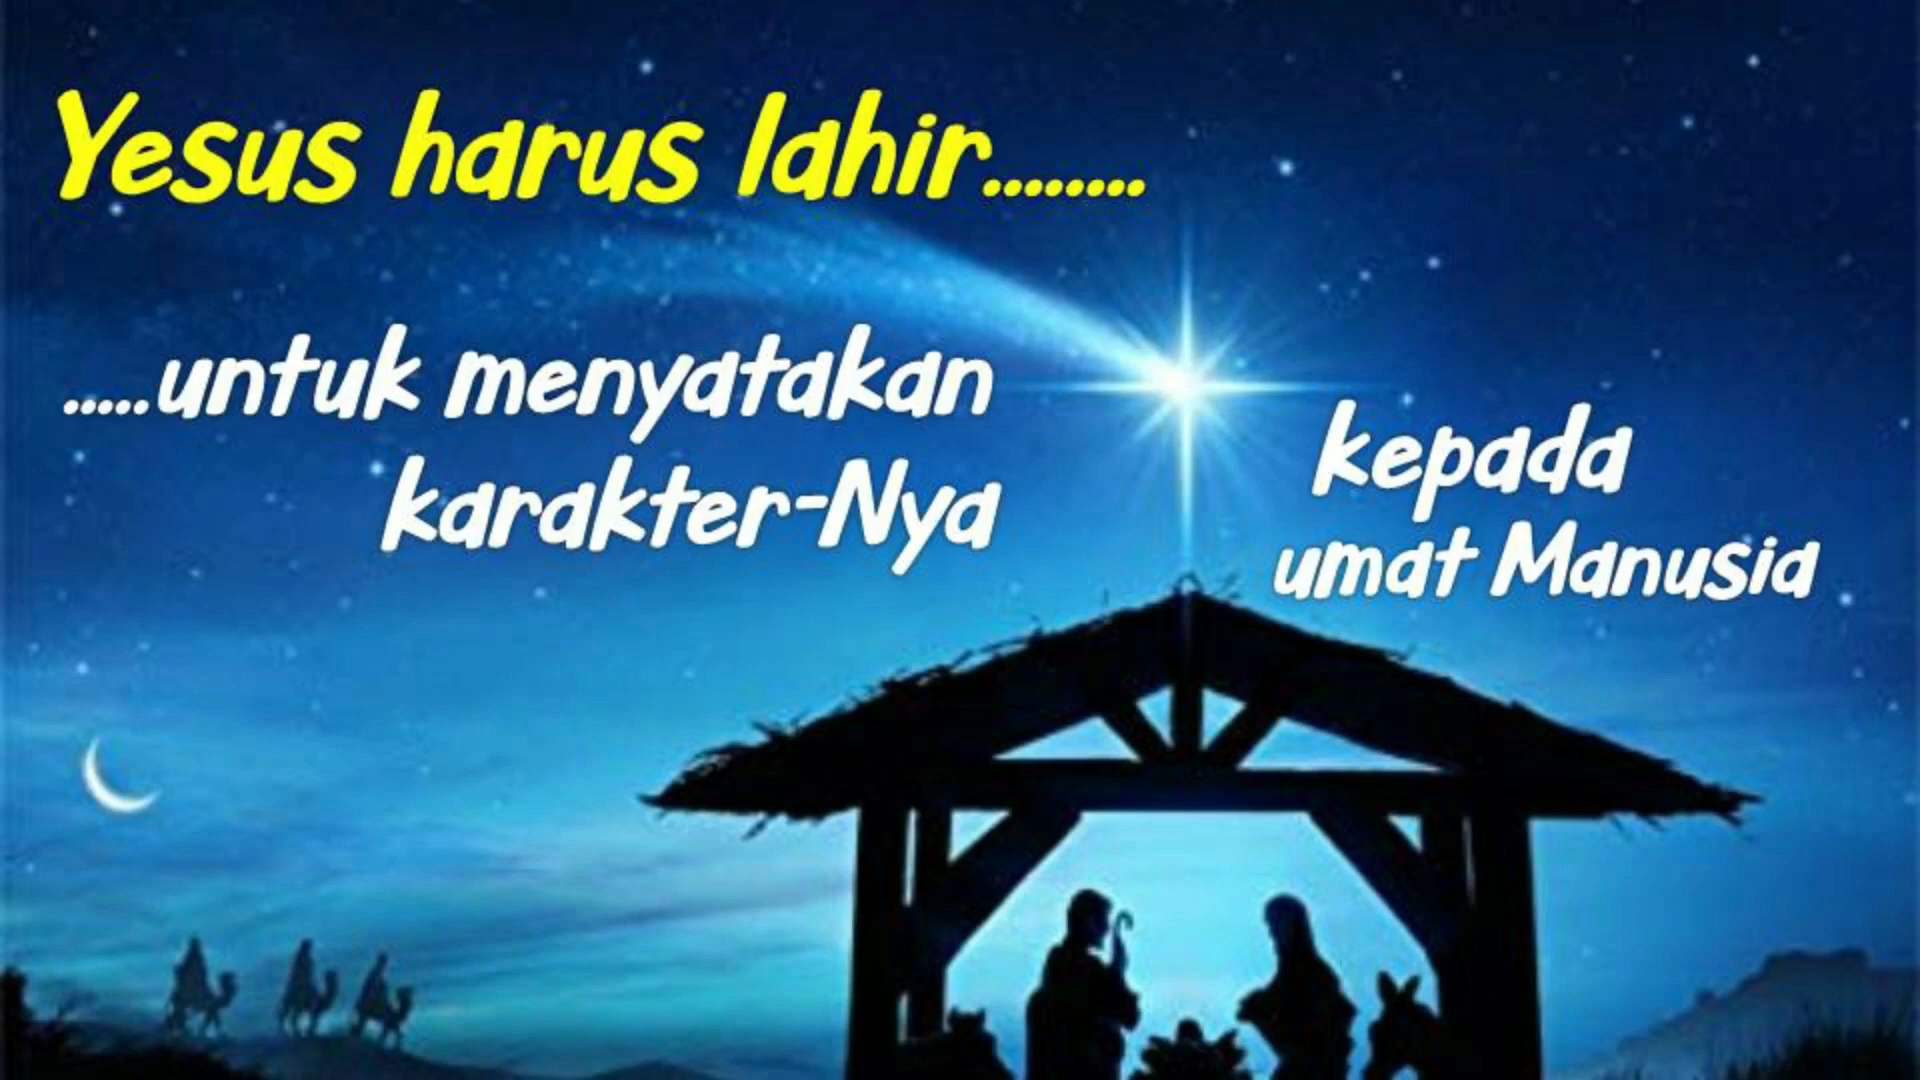 Yesus harus lahir........
.....untuk menyatakan
karakter-Nya
kepada
umat Manusia